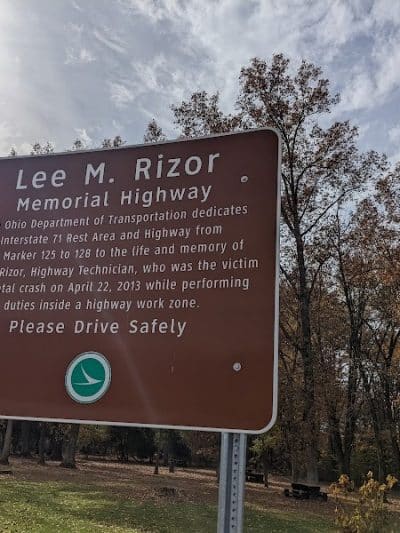 Lee M. Rizor
Memorial Highway
Ohio Department of Transportation dedicates
Interstate 71 Rest Area and Highway from
Marker 125 to 128 to the life and memory of
Rizor, Highway Technician, who was the victim
crash on April 22, 2013 while performing
duties inside a highway work zone.
Please Drive Safely